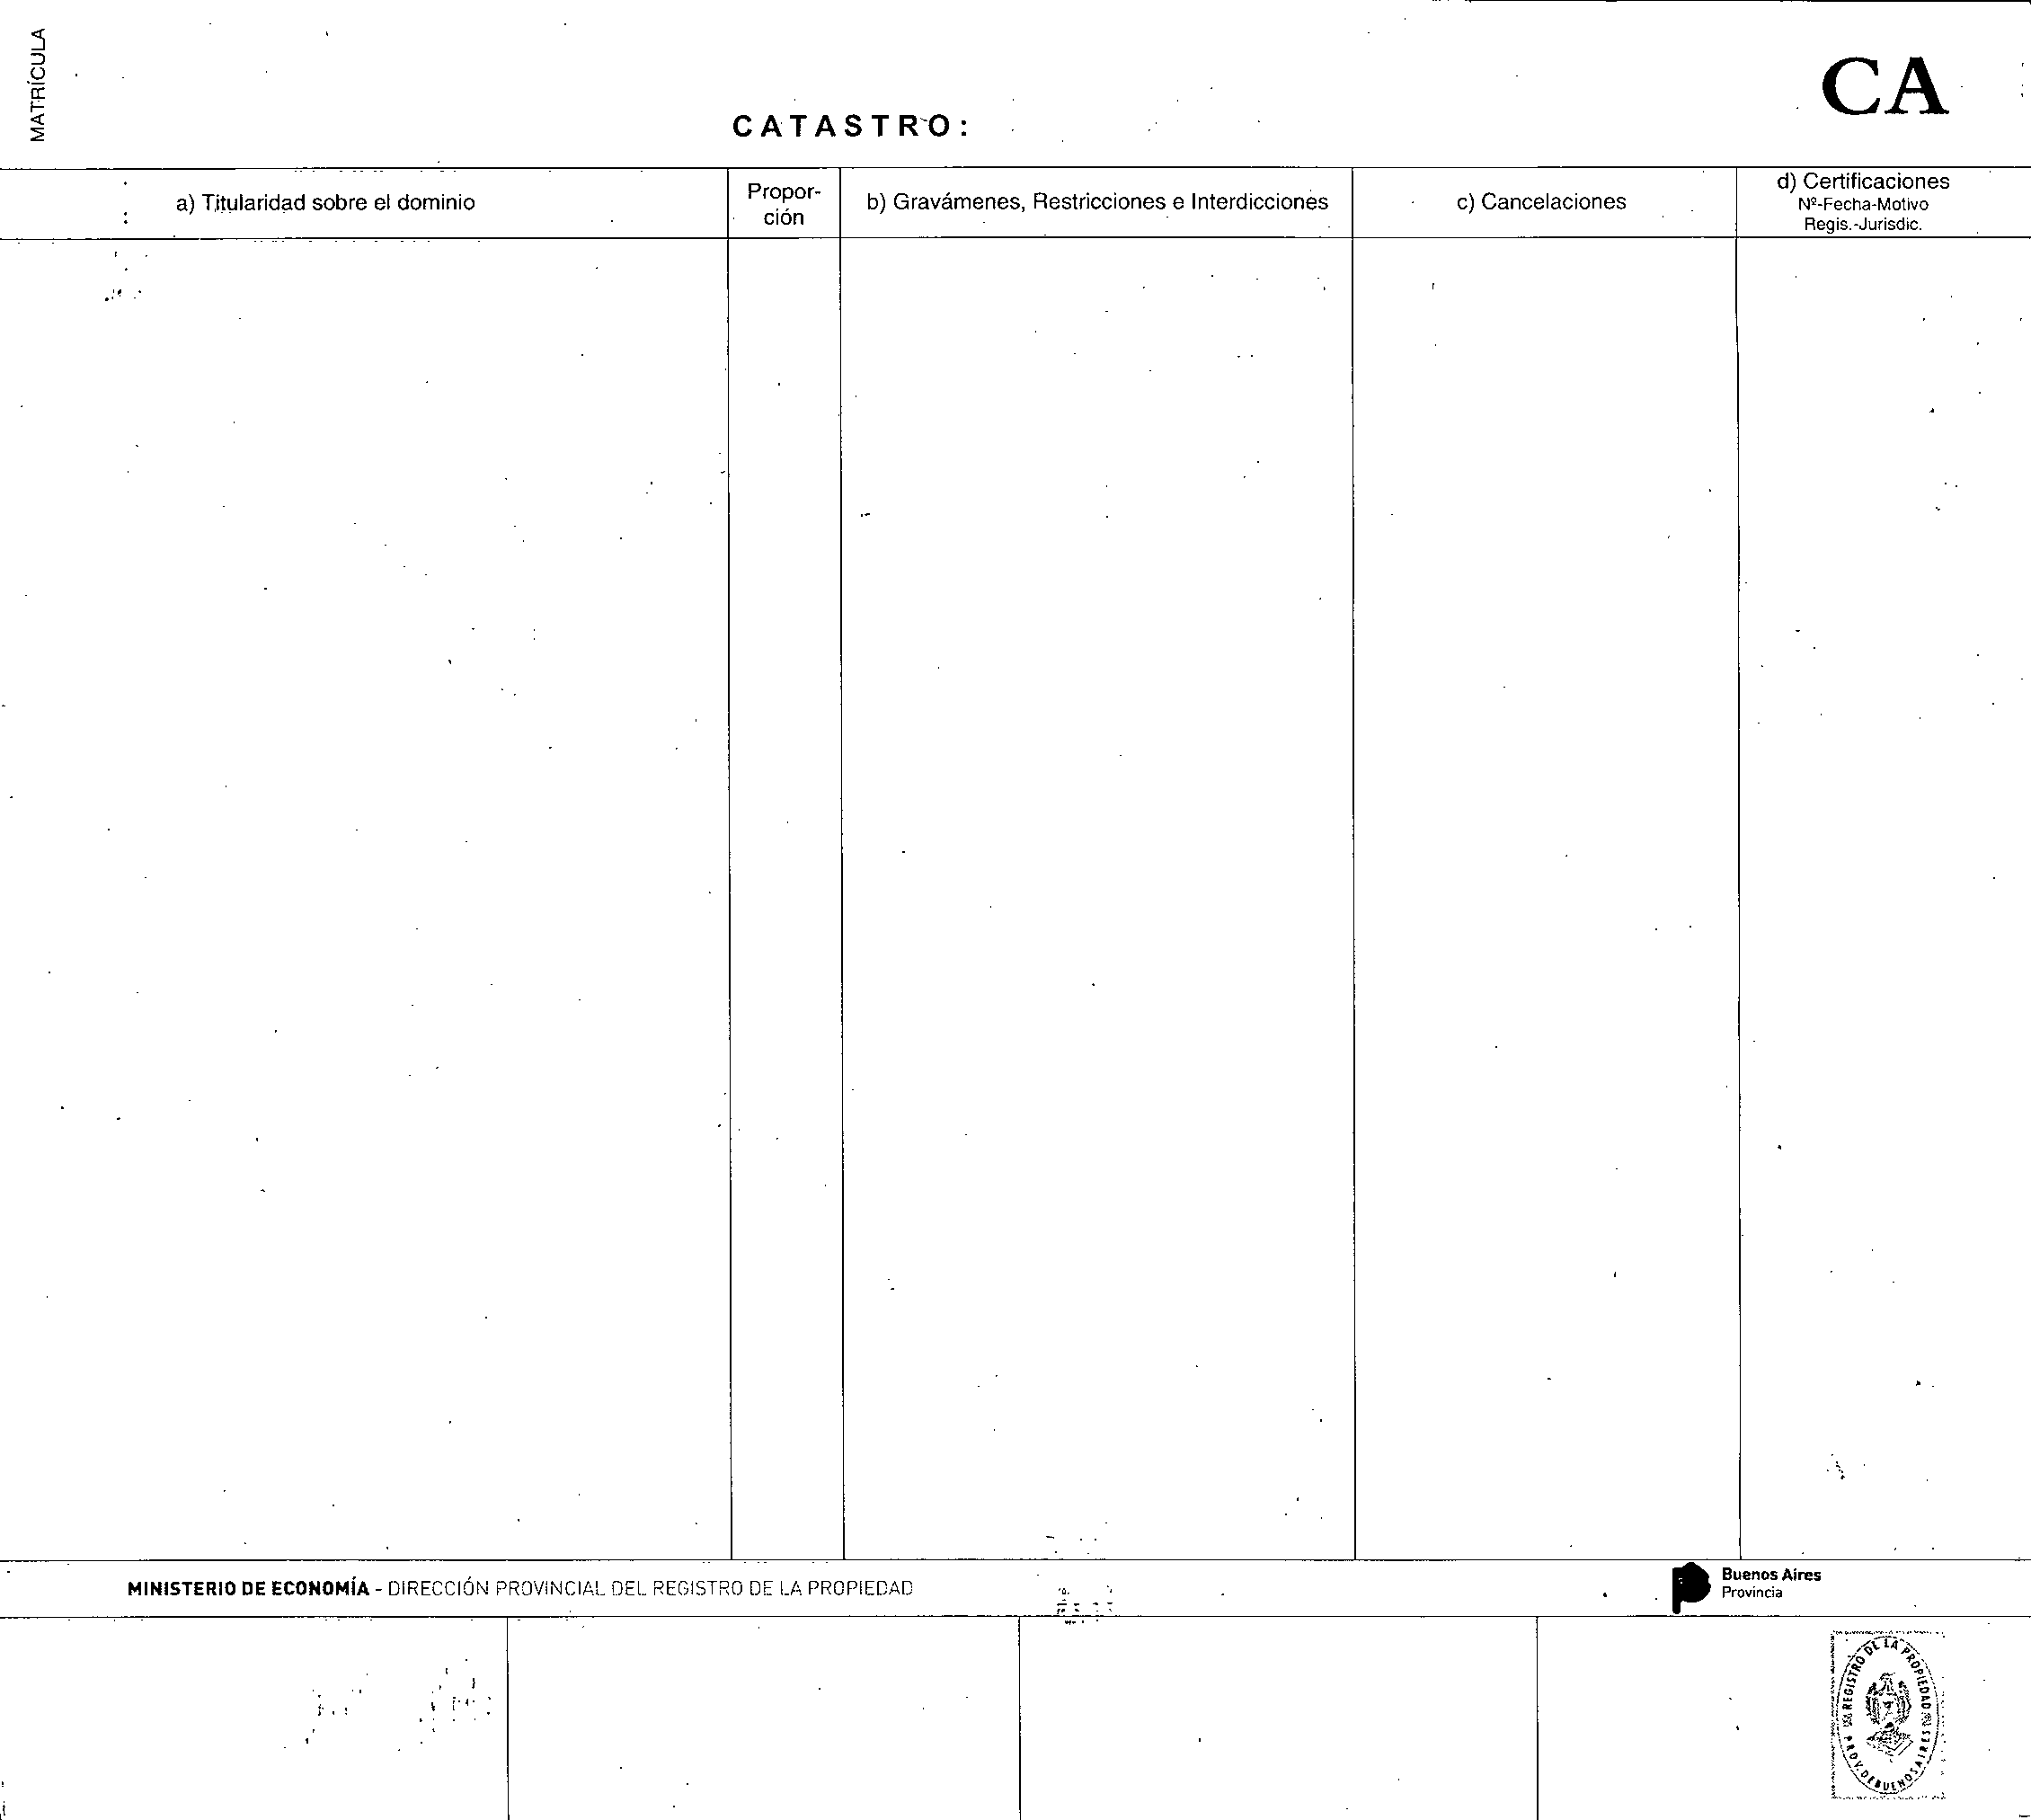 MATRÍCULA
CA
CATASTRO:
a) Titularidad sobre el dominio
Propor-
ción
b) Gravámenes, Restricciones e Interdicciones
c) Cancelaciones
d) Certificaciones
Nº-Fecha-Motivo
Regis.-Jurisdic.
MINISTERIO DE ECONOMÍA - DIRECCIÓN PROVINCIAL DEL REGISTRO DE LA PROPIEDAD
Buenos Aires
Provincia
REGISTRO DE LA PROPIEDAD
PROV. DE BUENOS AIRES